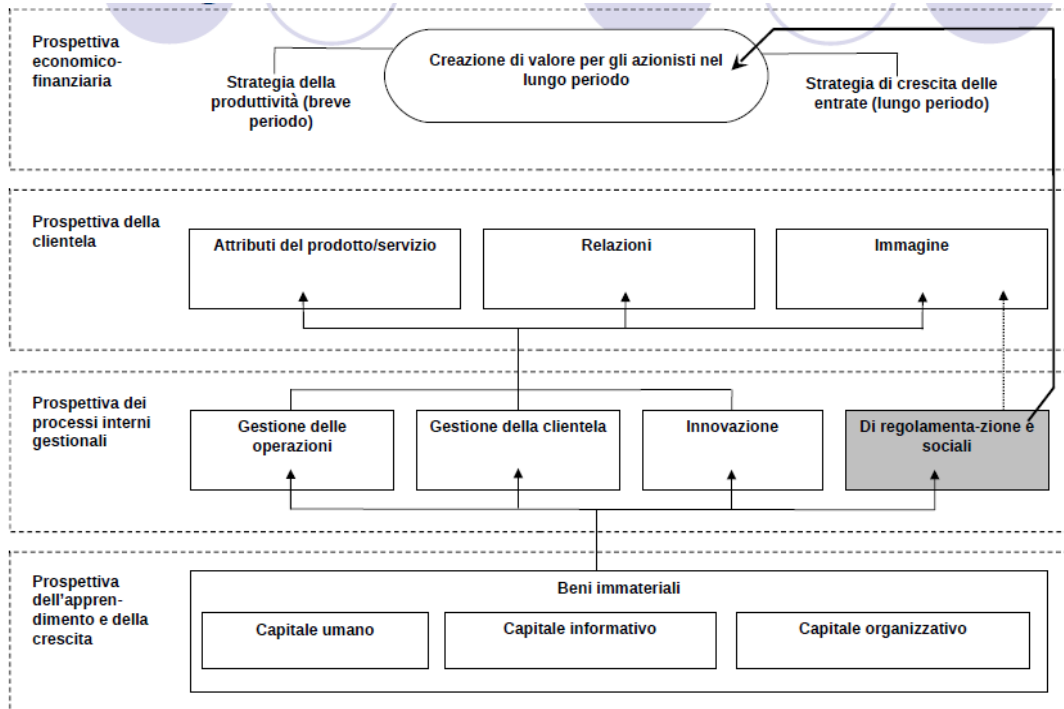 Prospettiva
economico-
finanziaria
Creazione di valore per gli azionisti nel
lungo periodo
Strategia della
produttività (breve
periodo)
Strategia di crescita delle
entrate (lungo periodo)
Prospettiva della
clientela
Attributi del prodotto/servizio
Relazioni
Immagine
Prospettiva dei
processi interni
gestionali
Gestione delle
operazioni
Gestione della clientela
Innovazione
Di regolamenta-zione e
sociali
Prospettiva
dell'appren-
dimento e della
crescita
Beni immateriali
Capitale umano
Capitale informativo
Capitale organizzativo